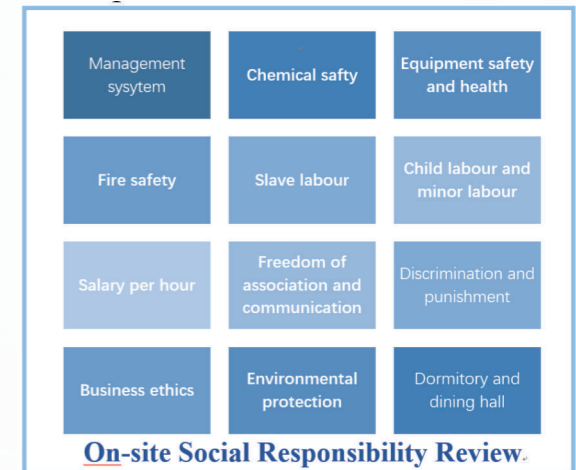 Management
sysytem
Chemical safty
Equipment safety
and health
Fire safety
Slave labour
Child labour and
minor labour
Salary per hour
Freedom of
association and
communication
Discrimination and
punishment
Business ethics
Environmental
protection
Dormitory and
dining hall
On-site Social Responsibility Review.